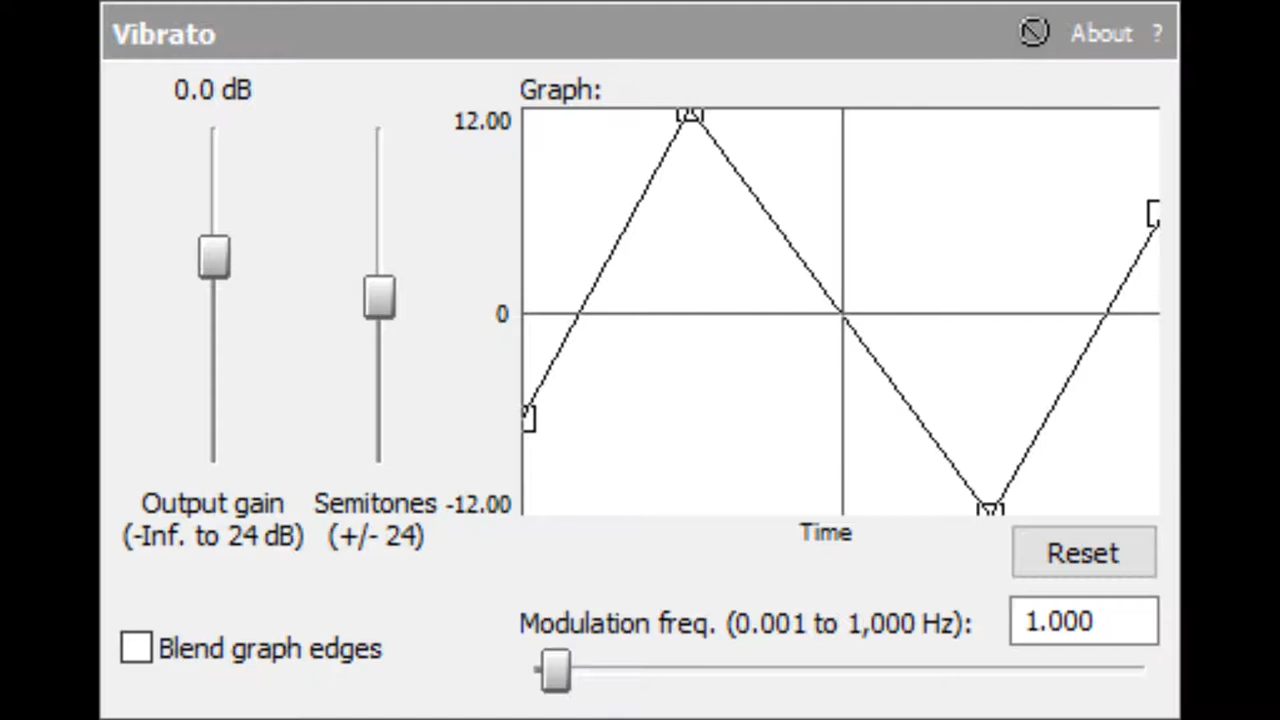 Vibrato
About ?
0.0 dB
Graph:
12.00
0
-12.00
Time
Output gain
(-Inf. to 24 dB)
Semitones
(+/- 24)
Reset
Modulation freq. (0.001 to 1,000 Hz):
1.000
Blend graph edges